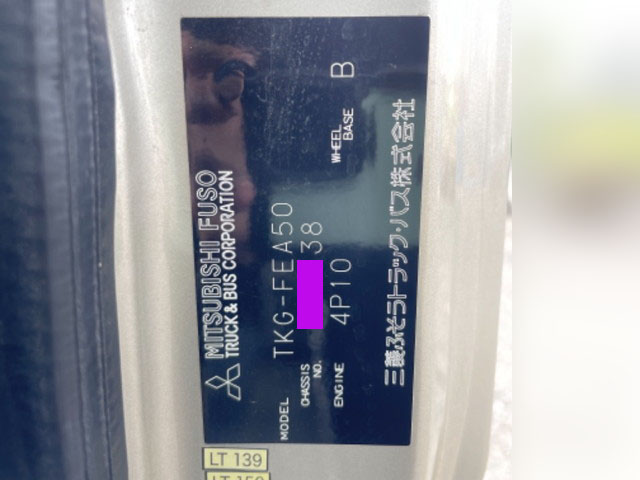 MITSUBISHI FUSO
TRUCK & BUS CORPORATION
MODEL TKG-FEA50
CHASSIS NO. 38
ENGINE 4P10 WHEEL BASE B
三菱ふそうトラック・バス株式会社
LT 139